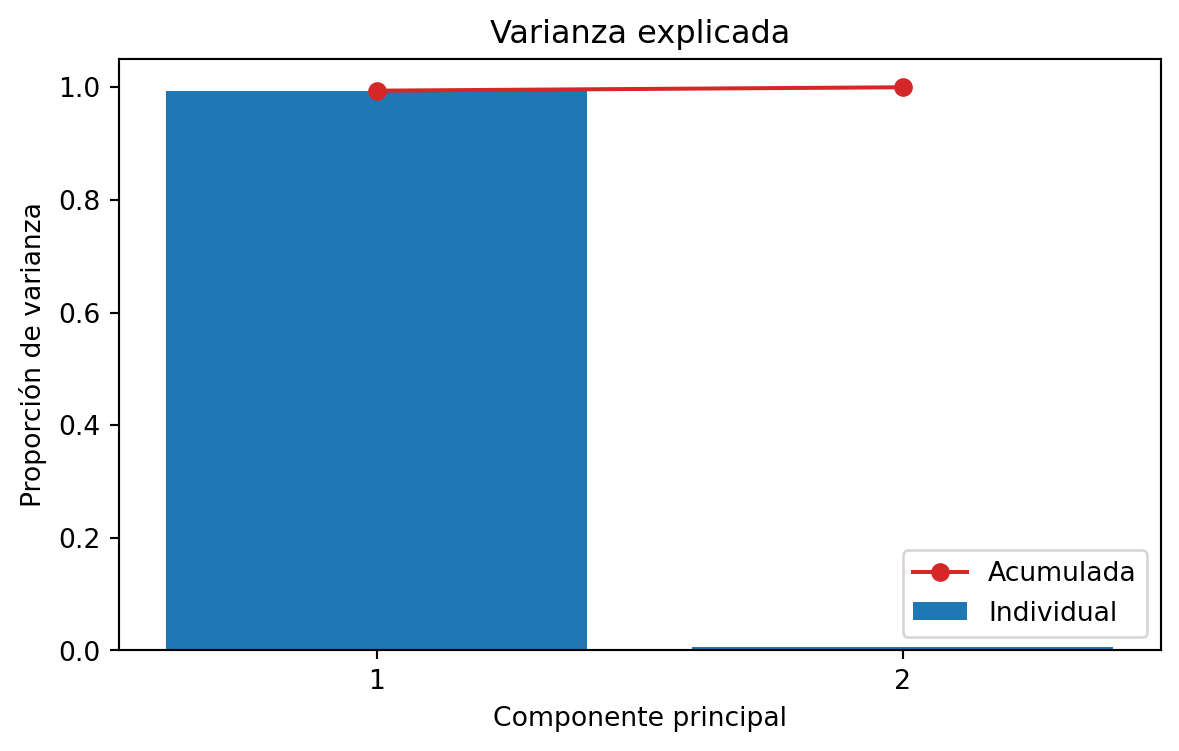 Varianza explicada
Proporción de varianza
1.0
0.8
0.6
0.4
0.2
0.0
Acumulada
Individual
1
2
Componente principal